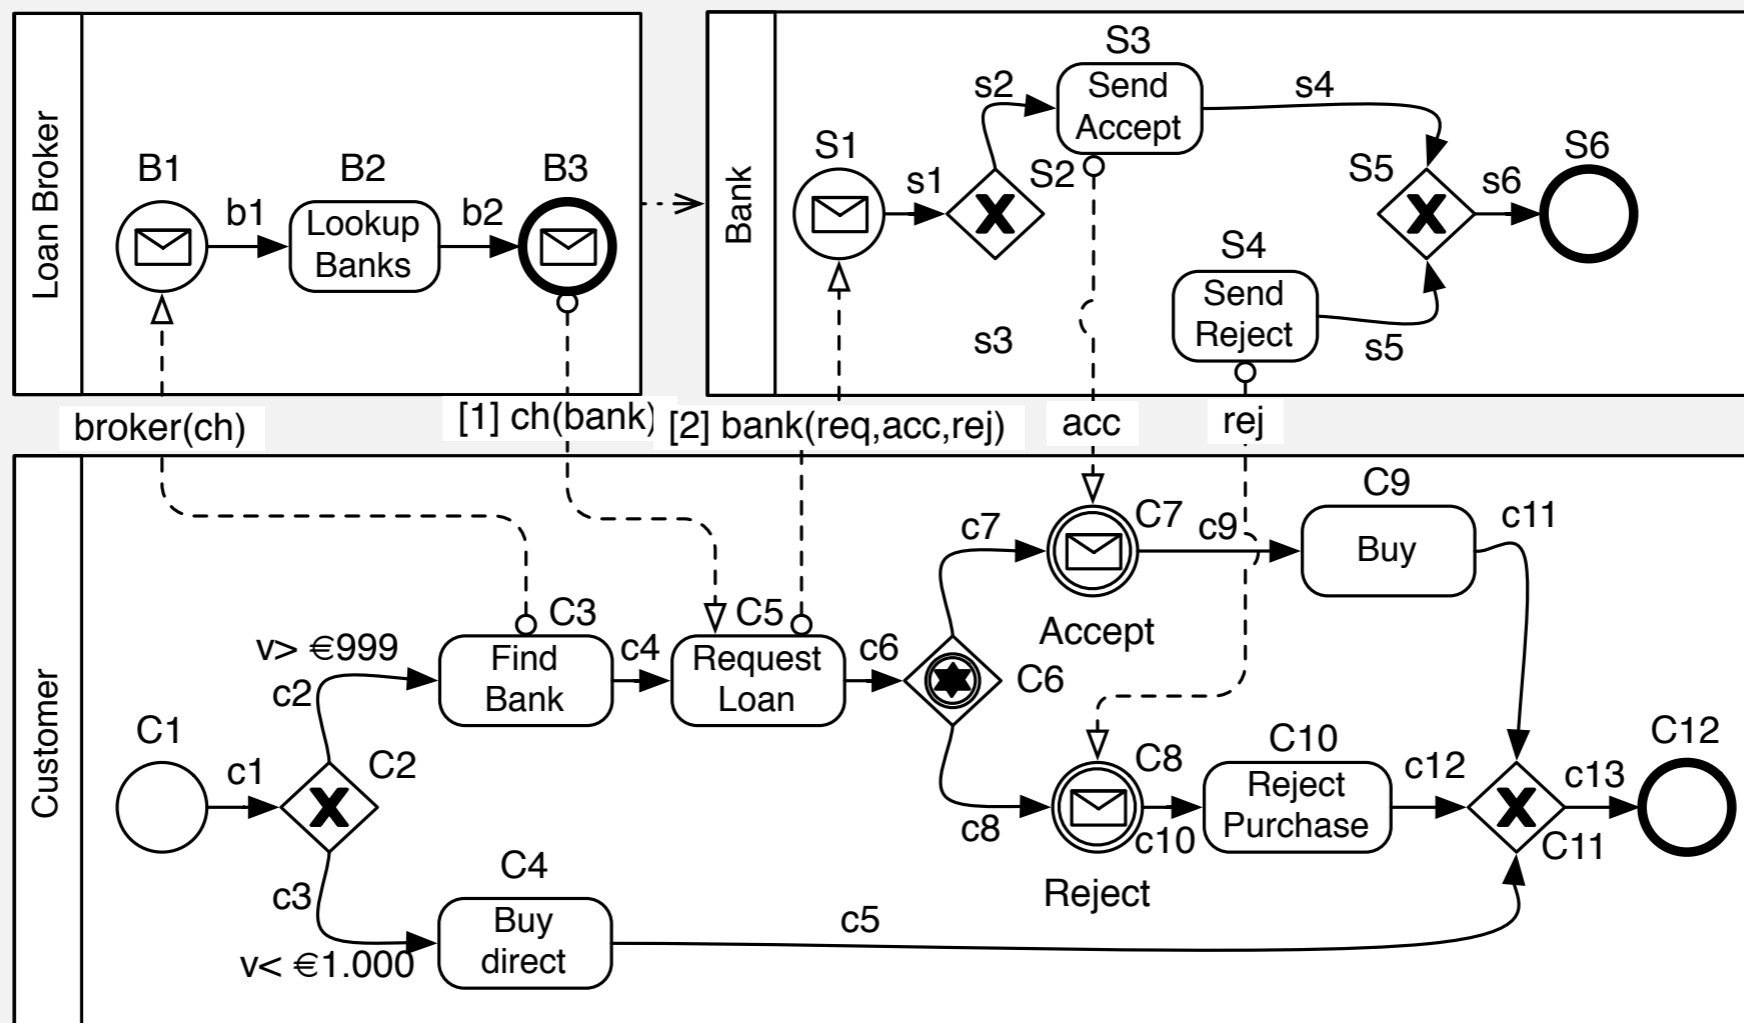 Loan Broker
B1
b1
B2
Lookup
Banks
b2
B3
Bank
S1
s1
S2
s2
S3
Send
Accept
s4
s3
S4
Send
Reject
s5
S5
s6
S6
broker(ch)
[1] ch(bank)
[2] bank(req,acc,rej)
acc
rej
Customer
C1
c1
C2
v> €999
c2
C3
Find
Bank
c4
C5
Request
Loan
c6
C6
c7
C7
Accept
c9
C9
Buy
c11
c8
C8
Reject
c10
C10
Reject
Purchase
c12
C11
c13
C12
c3
v< €1.000
C4
Buy
direct
c5